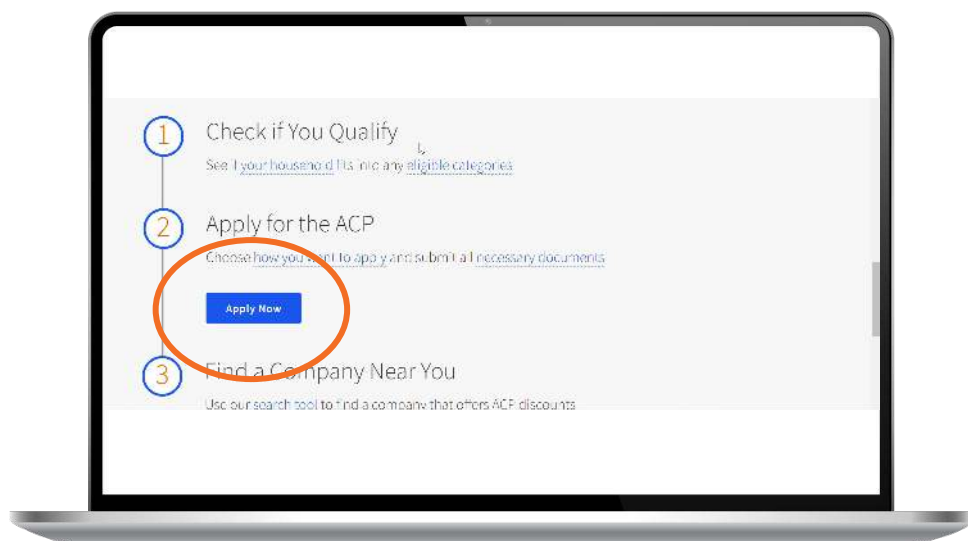 1
Check if You Qualify
See if your household fits into any eligible categories
2
Apply for the ACP
Choose how you want to apply and submit all necessary documents
Apply Now
3
Find a Company Near You
Use our search tool to find a company that offers ACP discounts